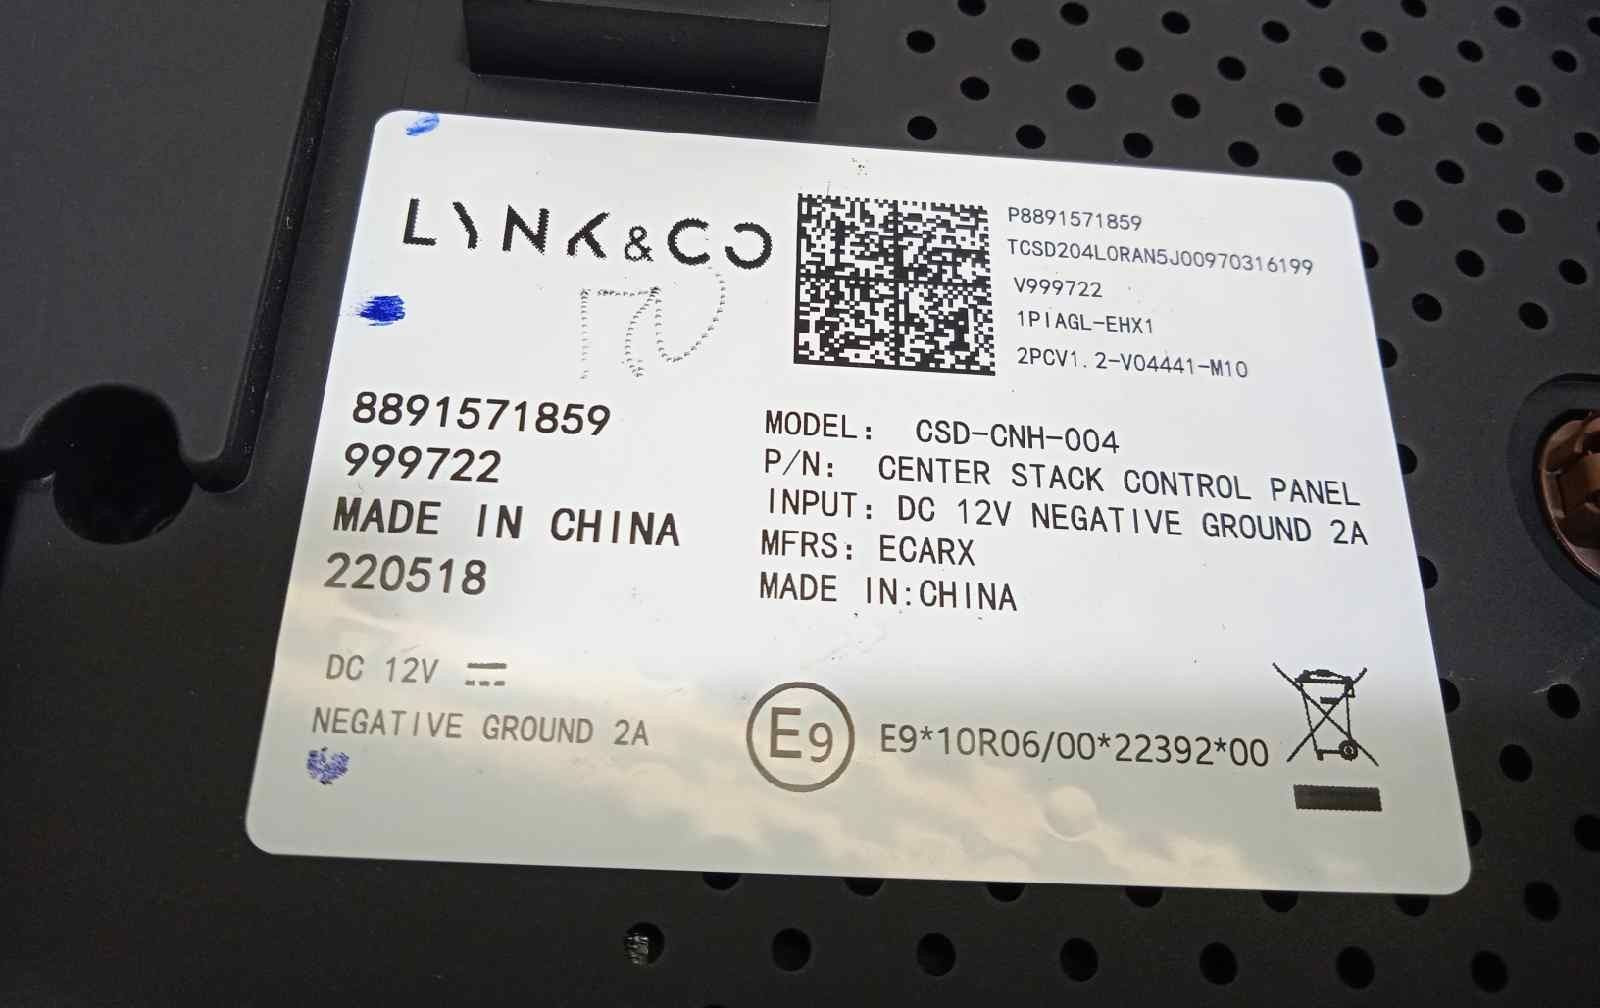 LYNK&CO
P8891571859
TCSD204L0RAN5J00970316199
V999722
1PIAGL-EHX1
2PCV1.2-V04441-M10
8891571859
999722
MADE IN CHINA
220518
MODEL: CSD-CNH-004
P/N: CENTER STACK CONTROL PANEL
INPUT: DC 12V NEGATIVE GROUND 2A
MFRS: ECARX
MADE IN:CHINA
DC 12V
NEGATIVE GROUND 2A
E9
E9*10R06/00*22392*00